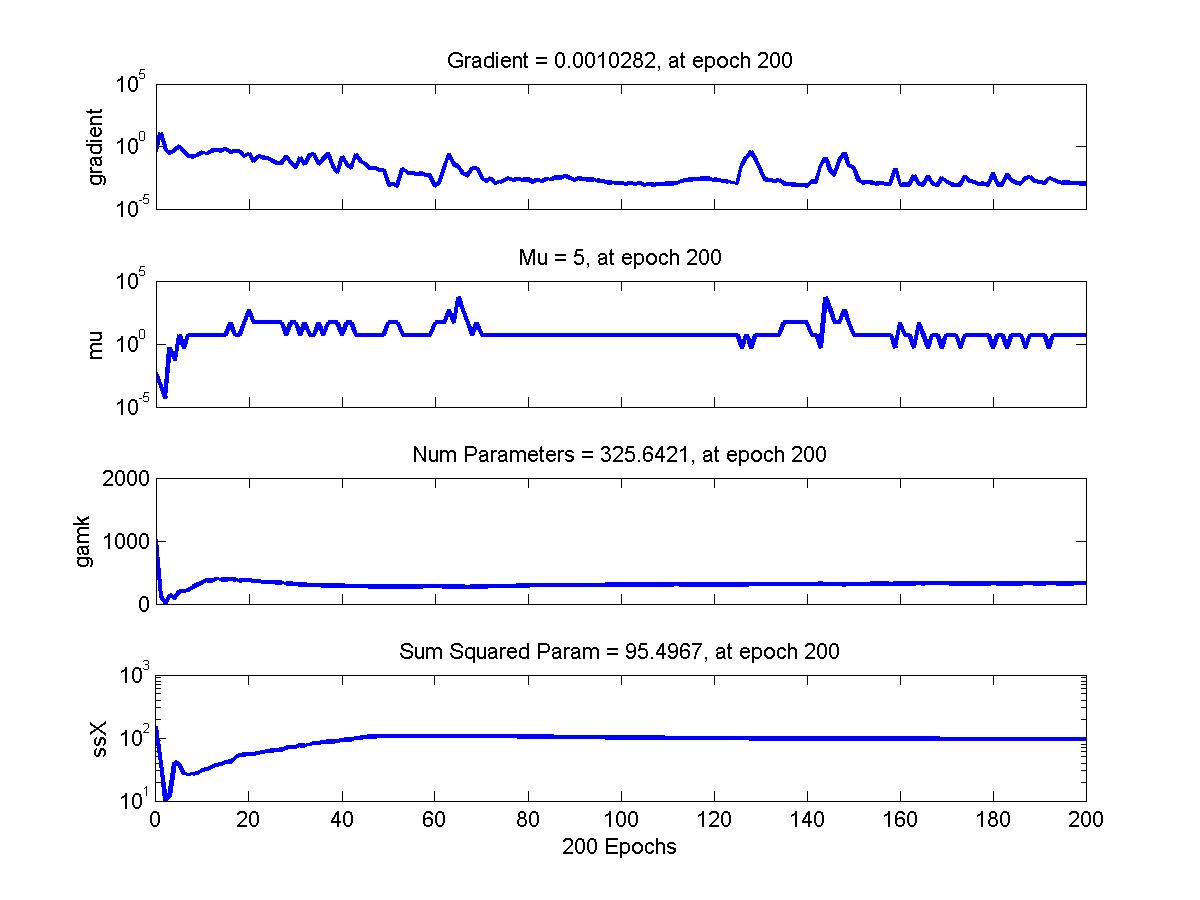 Gradient = 0.0010282, at epoch 200
10^5
10^0
10^-5
gradient
Mu = 5, at epoch 200
10^5
10^0
10^-5
mu
Num Parameters = 325.6421, at epoch 200
2000
1000
0
gamk
Sum Squared Param = 95.4967, at epoch 200
10^3
10^2
10^1
ssX
0 20 40 60 80 100 120 140 160 180 200
200 Epochs